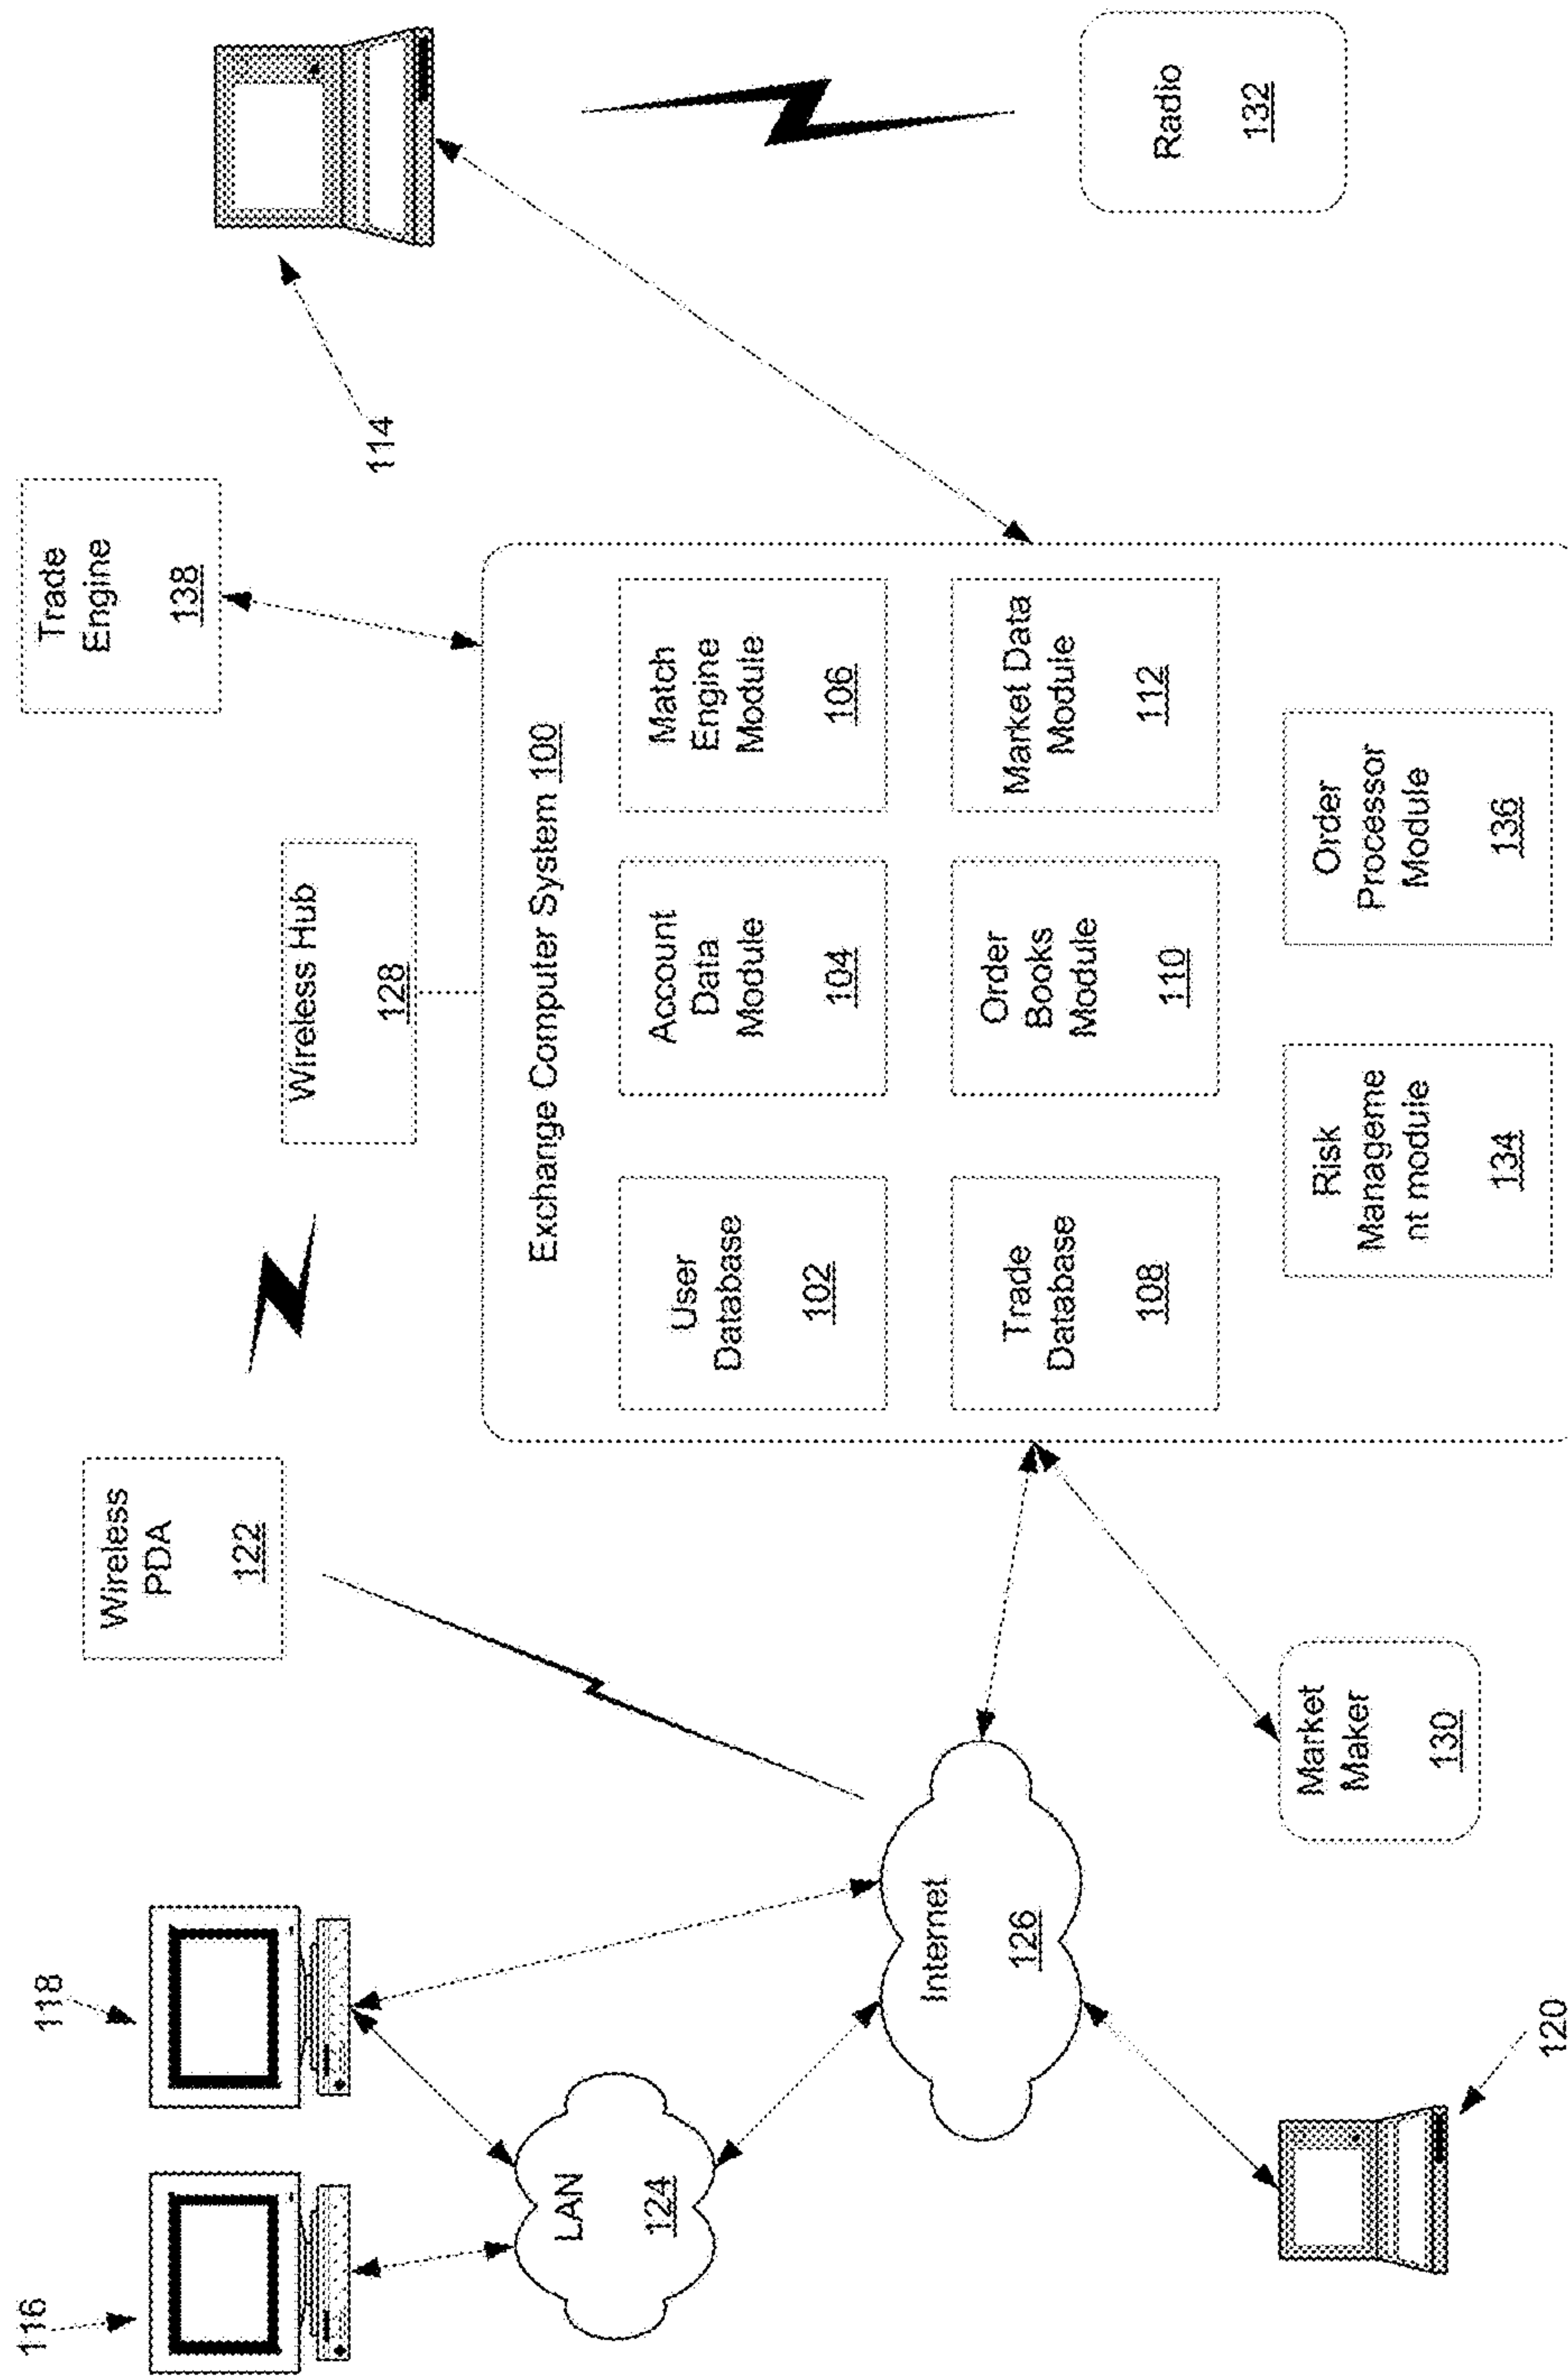 116
118
Wireless
PDA
122
Wireless Hub
128
Trade
Engine
138
114
LAN
124
Internet
126
120
Market
Maker
130
Exchange Computer System 100
User
Database
102
Account
Data
Module
104
Match
Engine
Module
106
Trade
Database
108
Order
Books
Module
110
Market Data
Module
112
Risk
Manageme
nt module
134
Order
Processor
Module
136
Radio
132